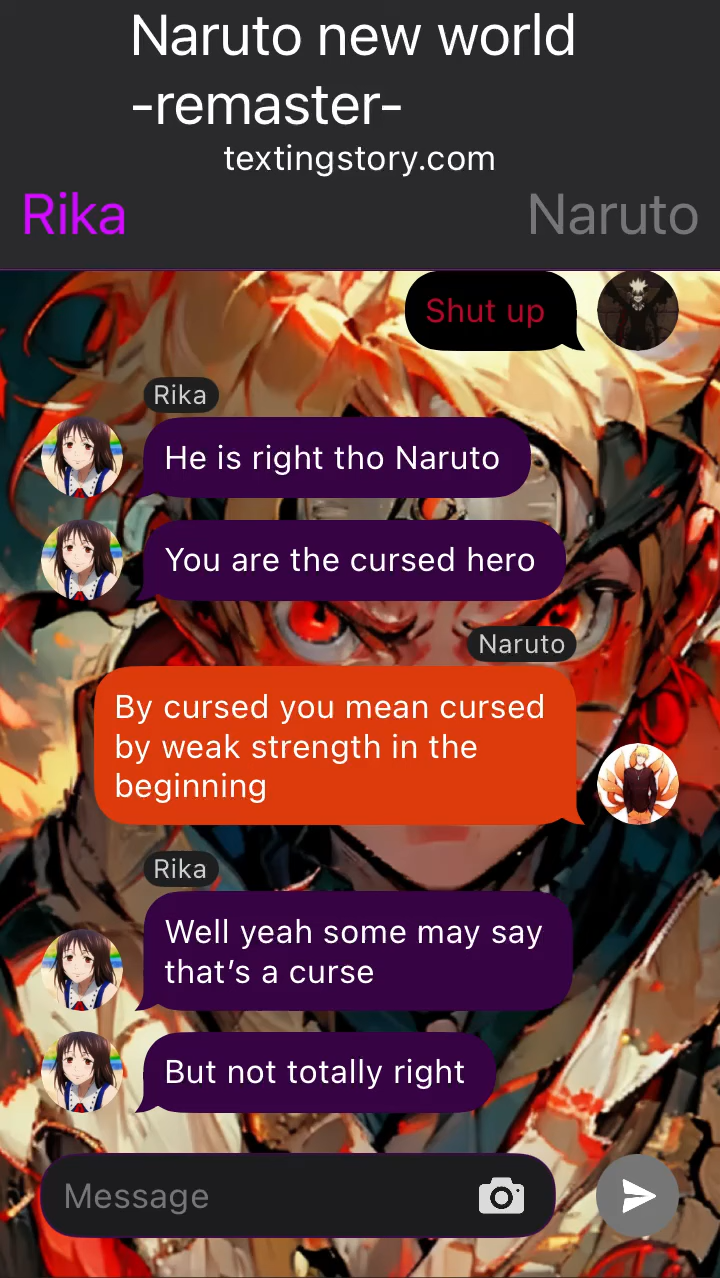 Naruto new world
-remaster-
textingstory.com
Rika
Naruto
Shut up
Rika
He is right tho Naruto
You are the cursed hero
Naruto
By cursed you mean cursed
by weak strength in the
beginning
Rika
Well yeah some may say
that’s a curse
But not totally right
Message